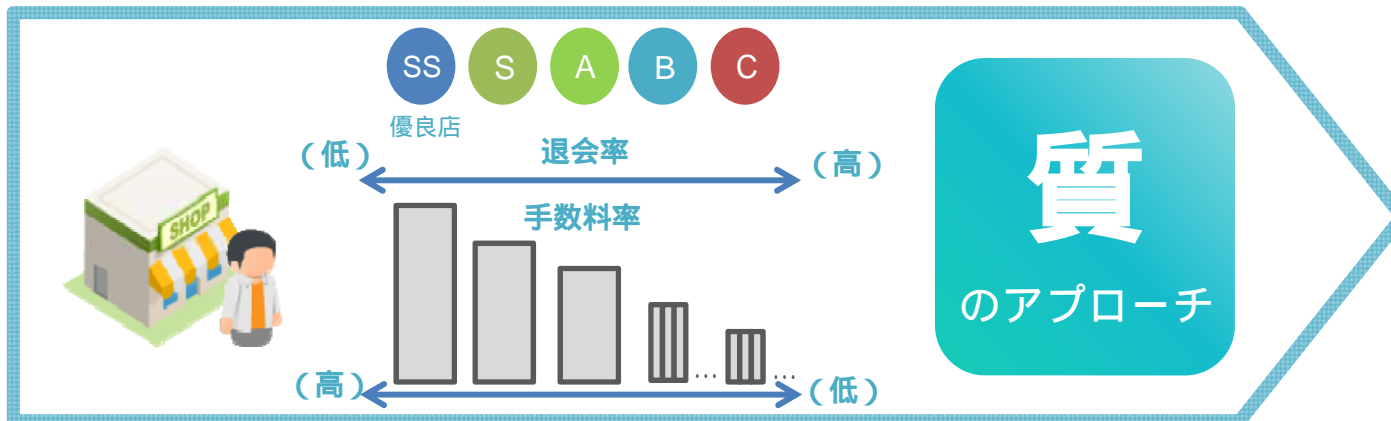 SS S A B C
優良店
（低） 退会率 （高）
手数料率
SHOP
... ...
（高） （低）
質
のアプローチ